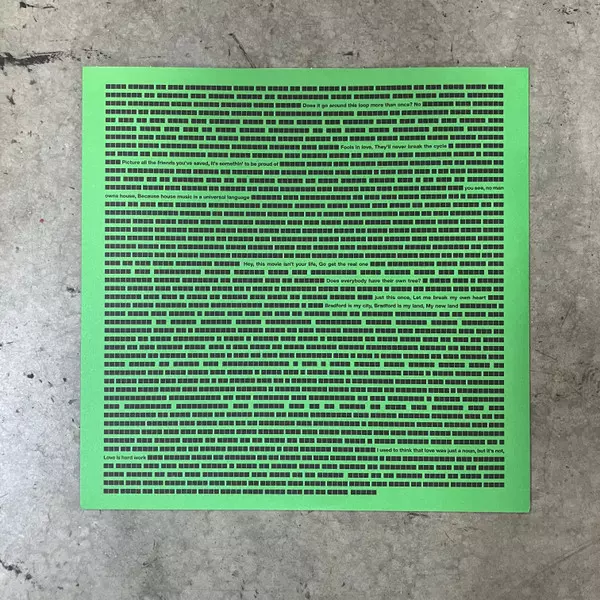 Does it go around this loop more than once? No
Fools in love, They'll never break the cycle
Picture all the friends you've saved, It's somethin' to be proud of
you see, no man
owns house, Because house music is a universal language
Hey, this movie isn't your life, Go get the real one
Does everybody have their own tree?
just this once, Let me break my own heart
Bradford is my city, Bradford is my land, My new land
I used to think that love was just a noun, but it's not,
Love is hard work